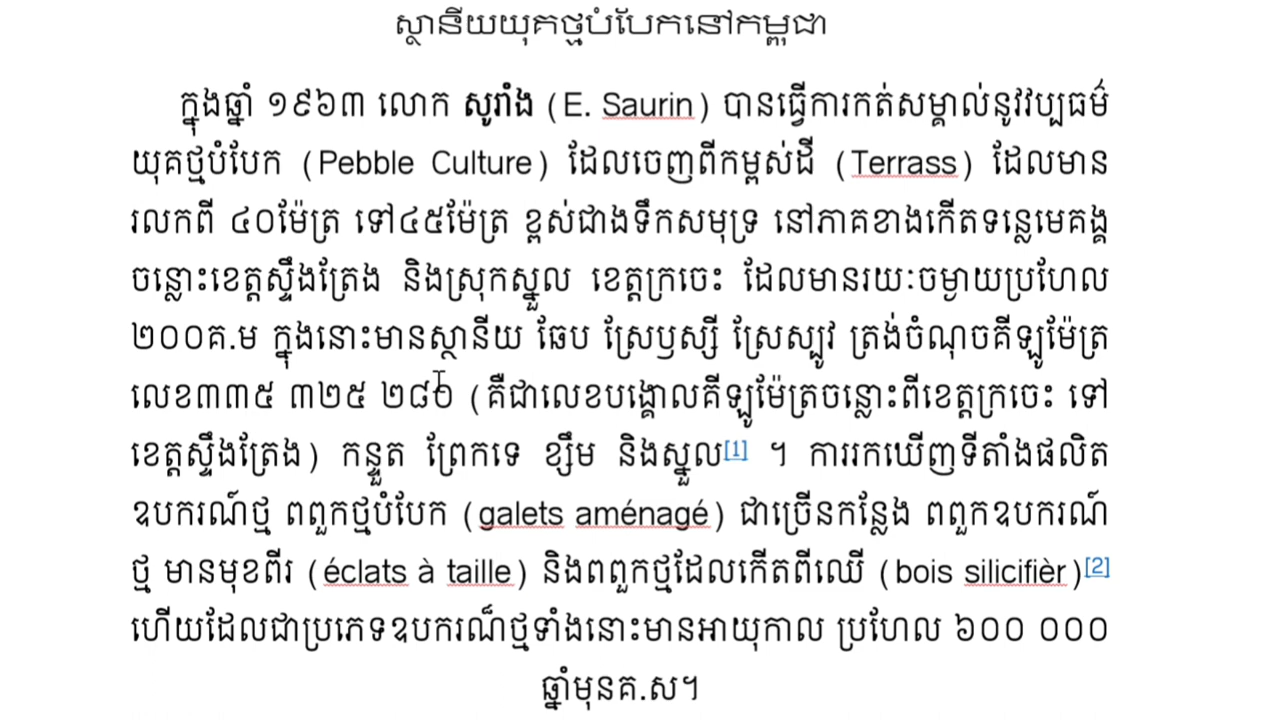 ស្ថានីយយុគថ្មបំបែកនៅកម្ពុជា
ក្នុងឆ្នាំ ១៩៦៣ លោក សូរាំង (E. Saurin) បានធ្វើការកត់សម្គាល់នូវវប្បធម៌
យុគថ្មបំបែក (Pebble Culture) ដែលចេញពីកម្ពស់ដី (Terrass) ដែលមាន
រលកពី ៤០ម៉ែត្រ ទៅ៤៥ម៉ែត្រ ខ្ពស់ជាងទឹកសមុទ្រ នៅភាគខាងកើតទន្លេមេគង្គ
ចន្លោះខេត្តស្ទឹងត្រែង និងស្រុកស្នួល ខេត្តក្រចេះ ដែលមានរយៈចម្ងាយប្រហែល
២០០គ.ម ក្នុងនោះមានស្ថានីយ ឆែប ស្រែឫស្សី ស្រែស្បូវ ត្រង់ចំណុចគីឡូម៉ែត្រ
លេខ៣៣៥ ៣២៥ ២៨០ (គឺជាលេខបង្គោលគីឡូម៉ែត្រចន្លោះពីខេត្តក្រចេះ ទៅ
ខេត្តស្ទឹងត្រែង) កន្ទួត ព្រែកទេ ខ្សឹម និងស្នួល[1] ។ ការរកឃើញទីតាំងផលិត
ឧបករណ៍ថ្ម ពពួកថ្មបំបែក (galets aménagé) ជាច្រើនកន្លែង ពពួកឧបករណ៍
ថ្ម មានមុខពីរ (éclats à taille) និងពពួកថ្មដែលកើតពីឈើ (bois silicifièr)[2]
ហើយដែលជាប្រភេទឧបករណ៏ថ្មទាំងនោះមានអាយុកាល ប្រហែល ៦០០ ០០០
ឆ្នាំមុនគ.ស។